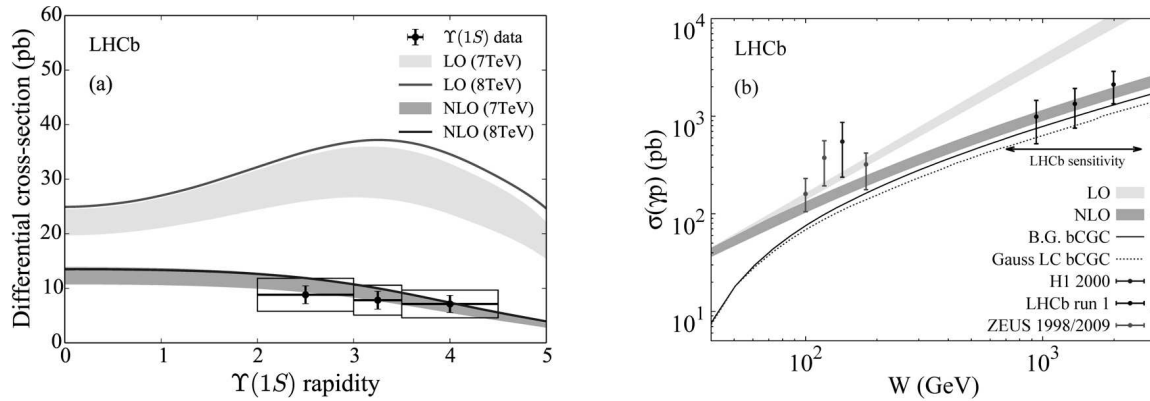 60
50
40
30
20
10
0
0
1
2
3
4
5
Differential cross-section (pb)
ϒ(1S) rapidity
LHCb
(a)
ϒ(1S) data
LO (7TeV)
LO (8TeV)
NLO (7TeV)
NLO (8TeV)
10⁴
10³
10²
10¹
10²
10³
σ(γp) (pb)
W (GeV)
LHCb
(b)
LHCb sensitivity
LO
NLO
B.G. bCGC
Gauss LC bCGC
H1 2000
LHCb run 1
ZEUS 1998/2009